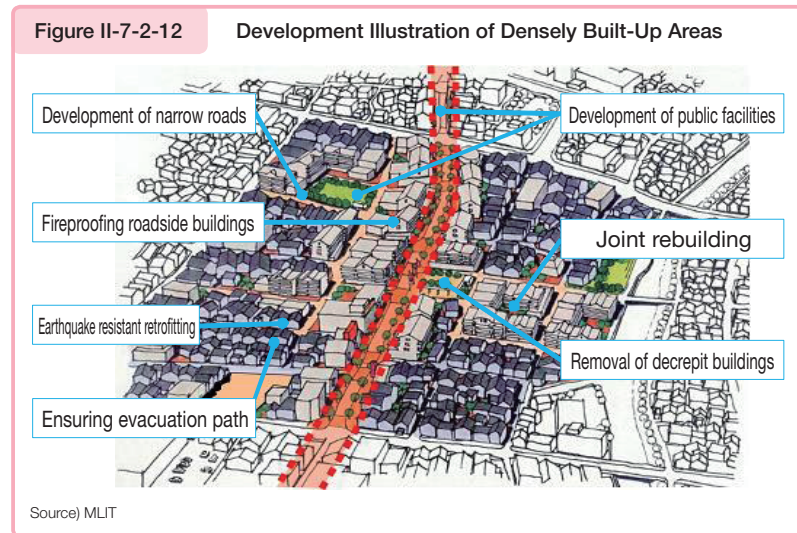 Figure II-7-2-12
Development Illustration of Densely Built-Up Areas
Development of narrow roads
Development of public facilities
Fireproofing roadside buildings
Joint rebuilding
Earthquake resistant retrofitting
Removal of decrepit buildings
Ensuring evacuation path
Source) MLIT